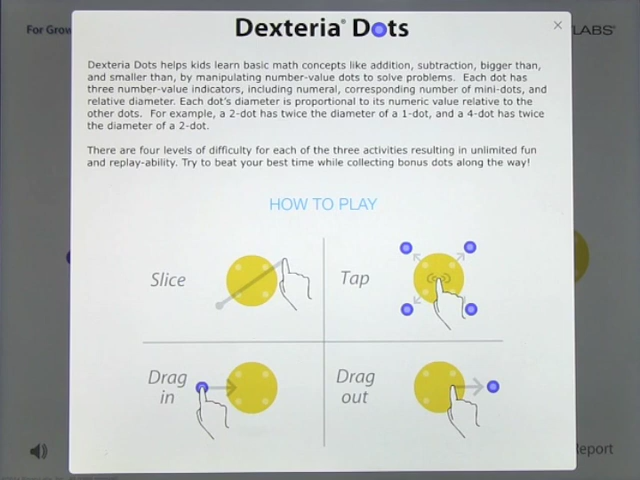 For Grow
LABS®
Dexteria® Dots
×
Dexteria Dots helps kids learn basic math concepts like addition, subtraction, bigger than,
and smaller than, by manipulating number-value dots to solve problems. Each dot has
three number-value indicators, including numeral, corresponding number of mini-dots, and
relative diameter. Each dot's diameter is proportional to its numeric value relative to the
other dots. For example, a 2-dot has twice the diameter of a 1-dot, and a 4-dot has twice
the diameter of a 2-dot.
There are four levels of difficulty for each of the three activities resulting in unlimited fun
and replay-ability. Try to beat your best time while collecting bonus dots along the way!
HOW TO PLAY
Slice
Tap
Drag
in
Drag
out
Report